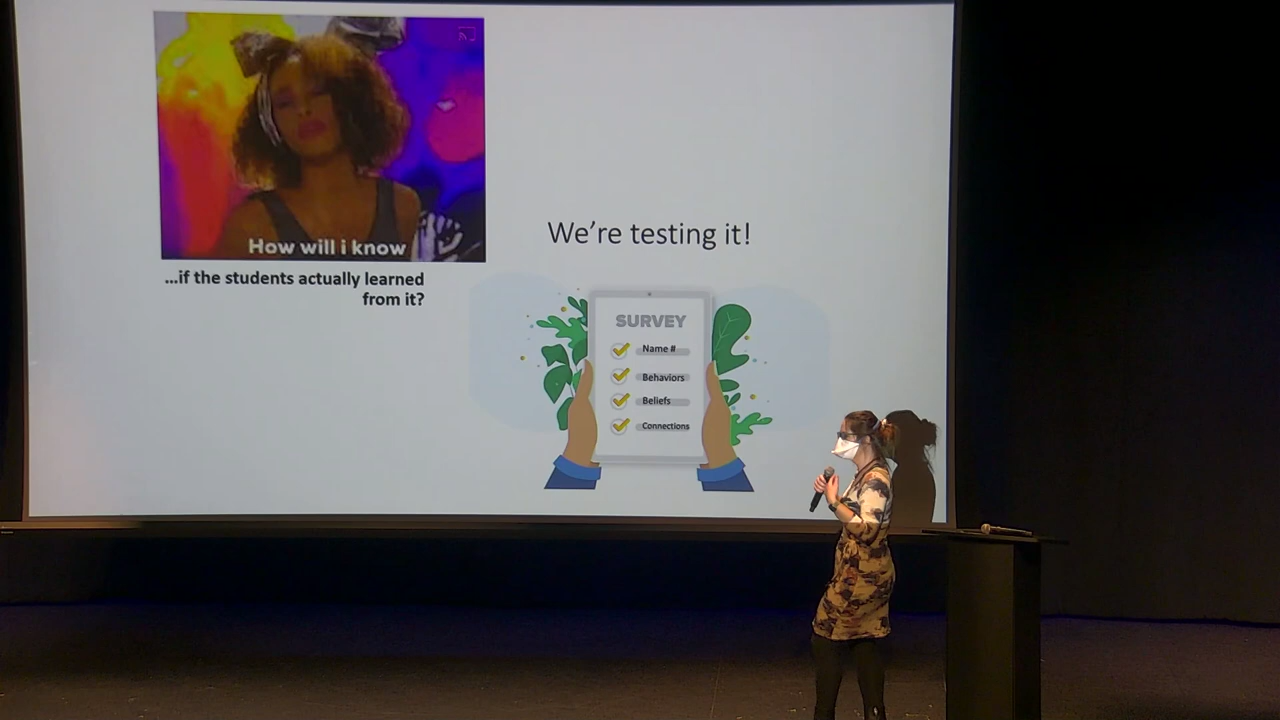 How will i know
...if the students actually learned
from it?
We're testing it!
SURVEY
Name #
Behaviors
Beliefs
Connections